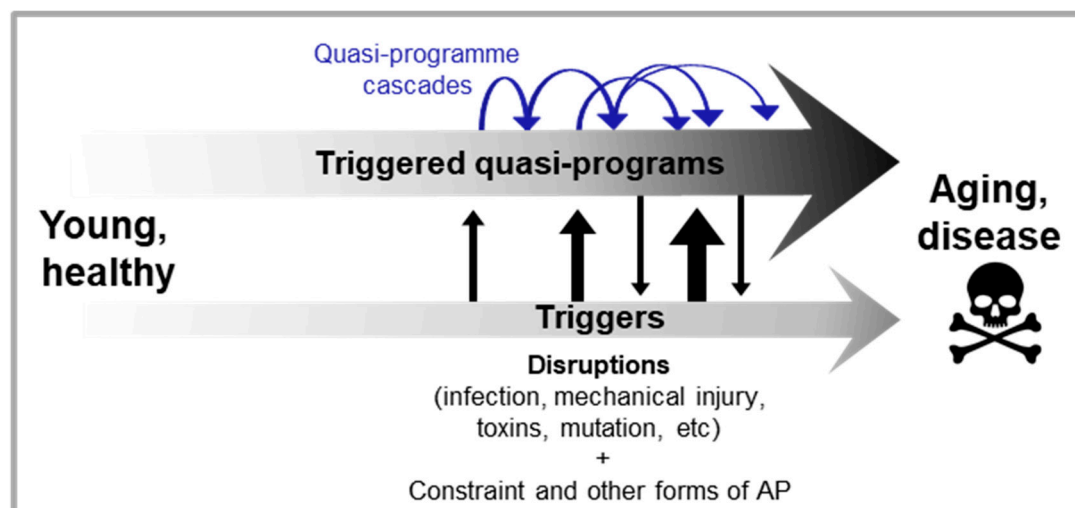 Quasi-programme
cascades
Triggered quasi-programs
Young,
healthy
Aging,
disease
Triggers
Disruptions
(infection, mechanical injury,
toxins, mutation, etc)
+
Constraint and other forms of AP